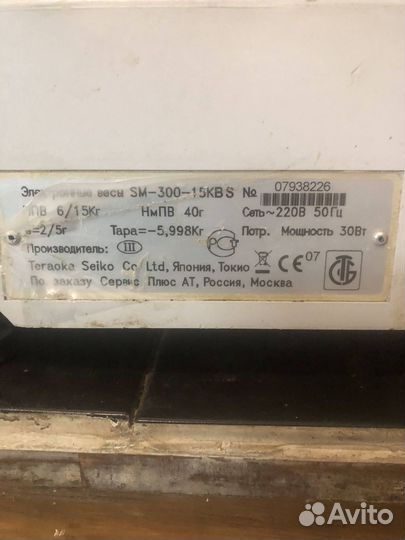 Электронные весы SM-300-15KBS № 07938226
НПВ 6/15Кг НмПВ 40г Сеть~220В 50Гц
e=2/5г Тара=-5,998Кг Потр. Мощность 30Вт
Производитель: III
Teraoka Seiko Co Ltd, Япония, Токио CE 07
По заказу Сервис Плюс АТ, Россия, Москва
Avito